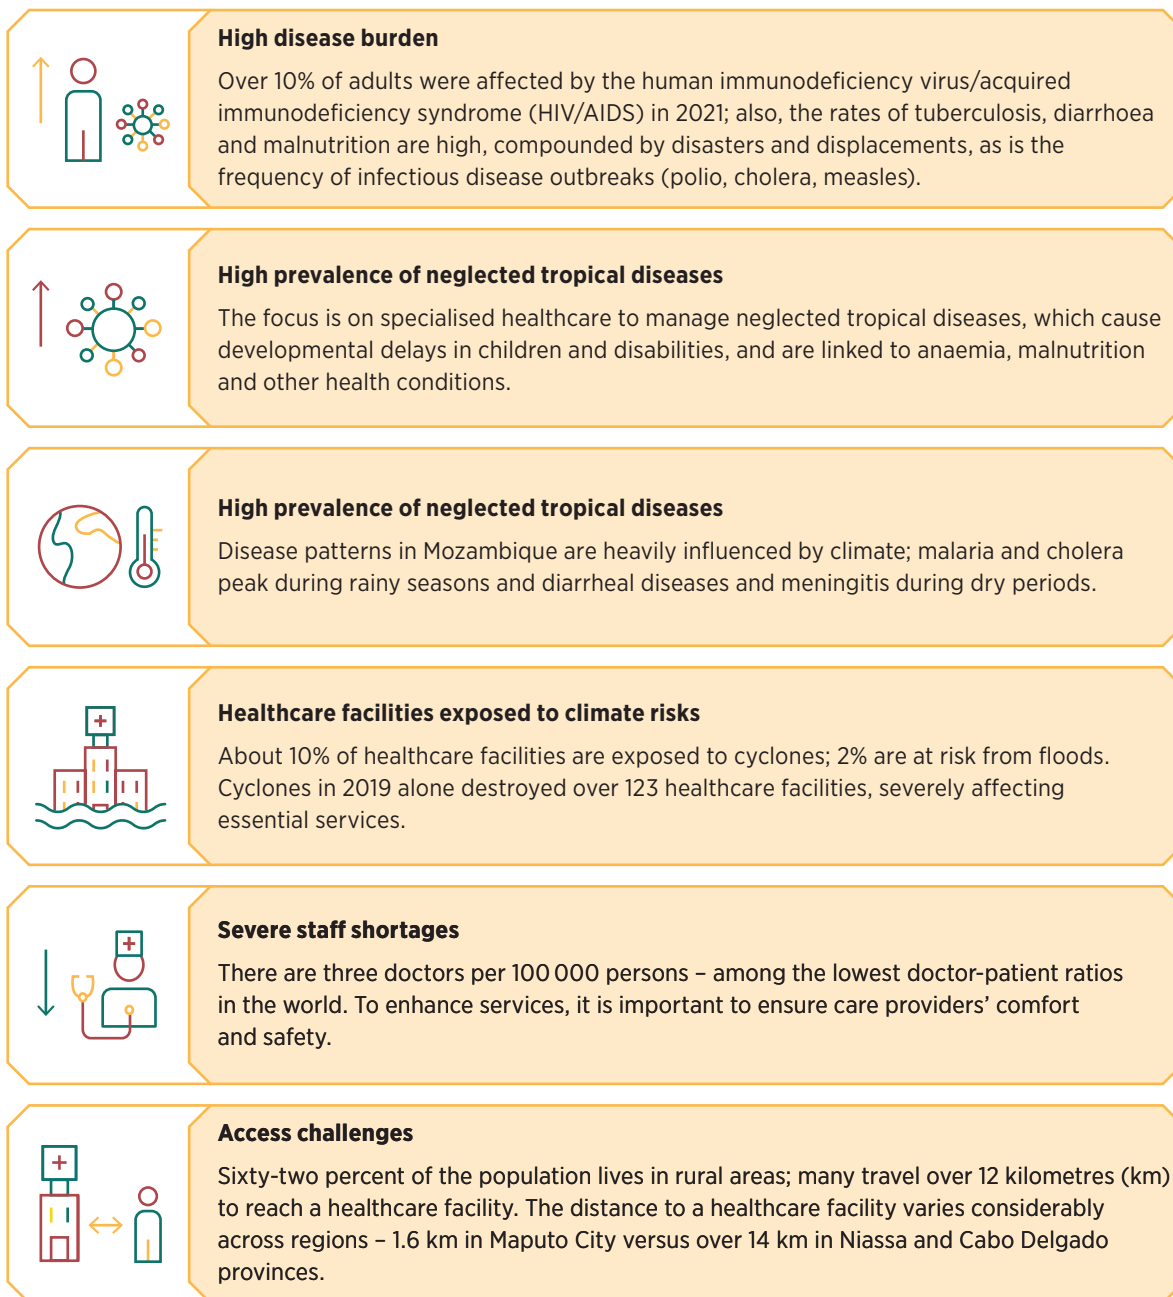 High disease burden
Over 10% of adults were affected by the human immunodeficiency virus/acquired
immunodeficiency syndrome (HIV/AIDS) in 2021; also, the rates of tuberculosis, diarrhoea
and malnutrition are high, compounded by disasters and displacements, as is the
frequency of infectious disease outbreaks (polio, cholera, measles).
High prevalence of neglected tropical diseases
The focus is on specialised healthcare to manage neglected tropical diseases, which cause
developmental delays in children and disabilities, and are linked to anaemia, malnutrition
and other health conditions.
High prevalence of neglected tropical diseases
Disease patterns in Mozambique are heavily influenced by climate; malaria and cholera
peak during rainy seasons and diarrheal diseases and meningitis during dry periods.
Healthcare facilities exposed to climate risks
About 10% of healthcare facilities are exposed to cyclones; 2% are at risk from floods.
Cyclones in 2019 alone destroyed over 123 healthcare facilities, severely affecting
essential services.
Severe staff shortages
There are three doctors per 100 000 persons – among the lowest doctor-patient ratios
in the world. To enhance services, it is important to ensure care providers’ comfort
and safety.
Access challenges
Sixty-two percent of the population lives in rural areas; many travel over 12 kilometres (km)
to reach a healthcare facility. The distance to a healthcare facility varies considerably
across regions – 1.6 km in Maputo City versus over 14 km in Niassa and Cabo Delgado
provinces.